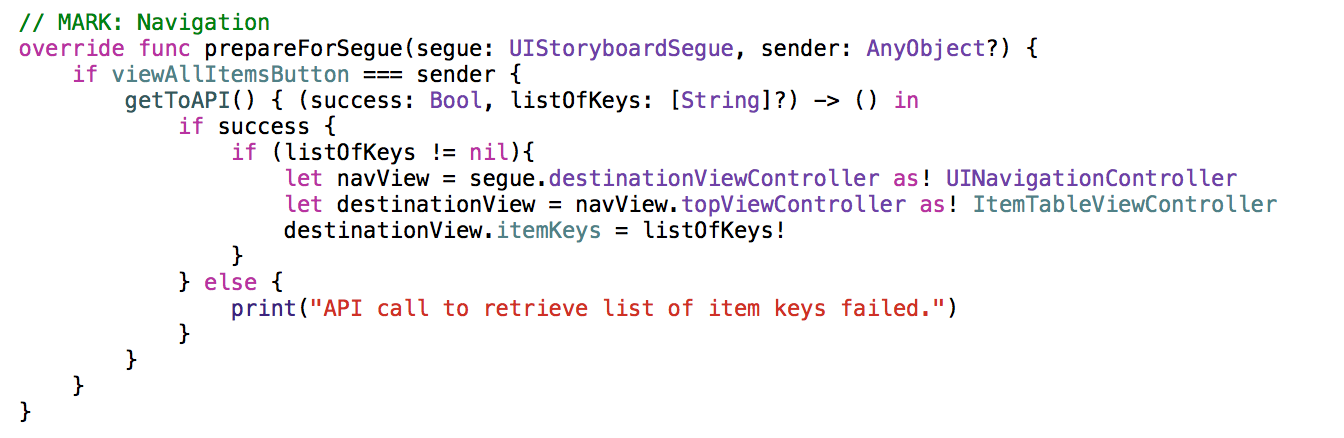 // MARK: Navigation
override func prepareForSegue(segue: UIStoryboardSegue, sender: AnyObject?) {
    if viewAllItemsButton === sender {
        getToAPI() { (success: Bool, listOfKeys: [String]?) -> () in
            if success {
                if (listOfKeys != nil){
                    let navView = segue.destinationViewController as! UINavigationController
                    let destinationView = navView.topViewController as! ItemTableViewController
                    destinationView.itemKeys = listOfKeys!
                }
            } else {
                print("API call to retrieve list of item keys failed.")
            }
        }
    }
}